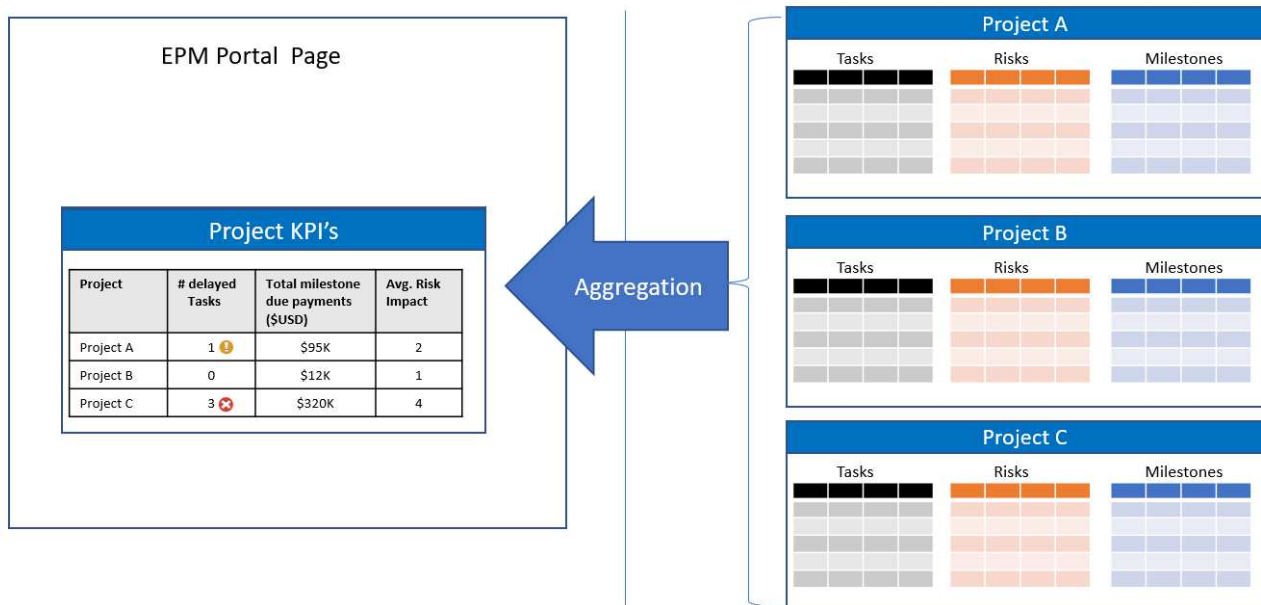 EPM Portal Page
Project KPI's
Project
# delayed
Tasks
Total milestone
due payments
($USD)
Avg. Risk
Impact
Project A
1
$95K
2
Project B
0
$12K
1
Project C
3
$320K
4
Aggregation
Project A
Tasks
Risks
Milestones
Project B
Tasks
Risks
Milestones
Project C
Tasks
Risks
Milestones